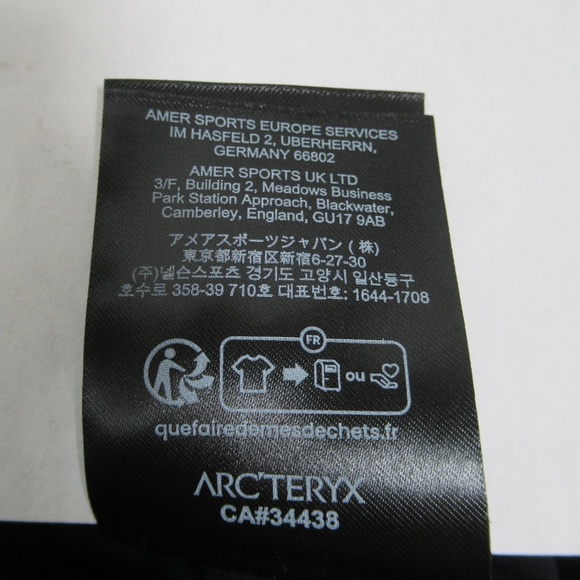 AMER SPORTS EUROPE SERVICES
IM HASFELD 2, UBERHERRN,
GERMANY 66802
AMER SPORTS UK LTD
3/F, Building 2, Meadows Business
Park Station Approach, Blackwater,
Camberley, England, GU17 9AB
アメアスポーツジャパン (株)
東京都新宿区新宿6-27-30
(주)넬슨스포츠 경기도 고양시 일산동구
호수로 358-39 710호 대표번호: 1644-1708
FR
ou
quefairedemesdechets.fr
ARC'TERYX
CA#34438